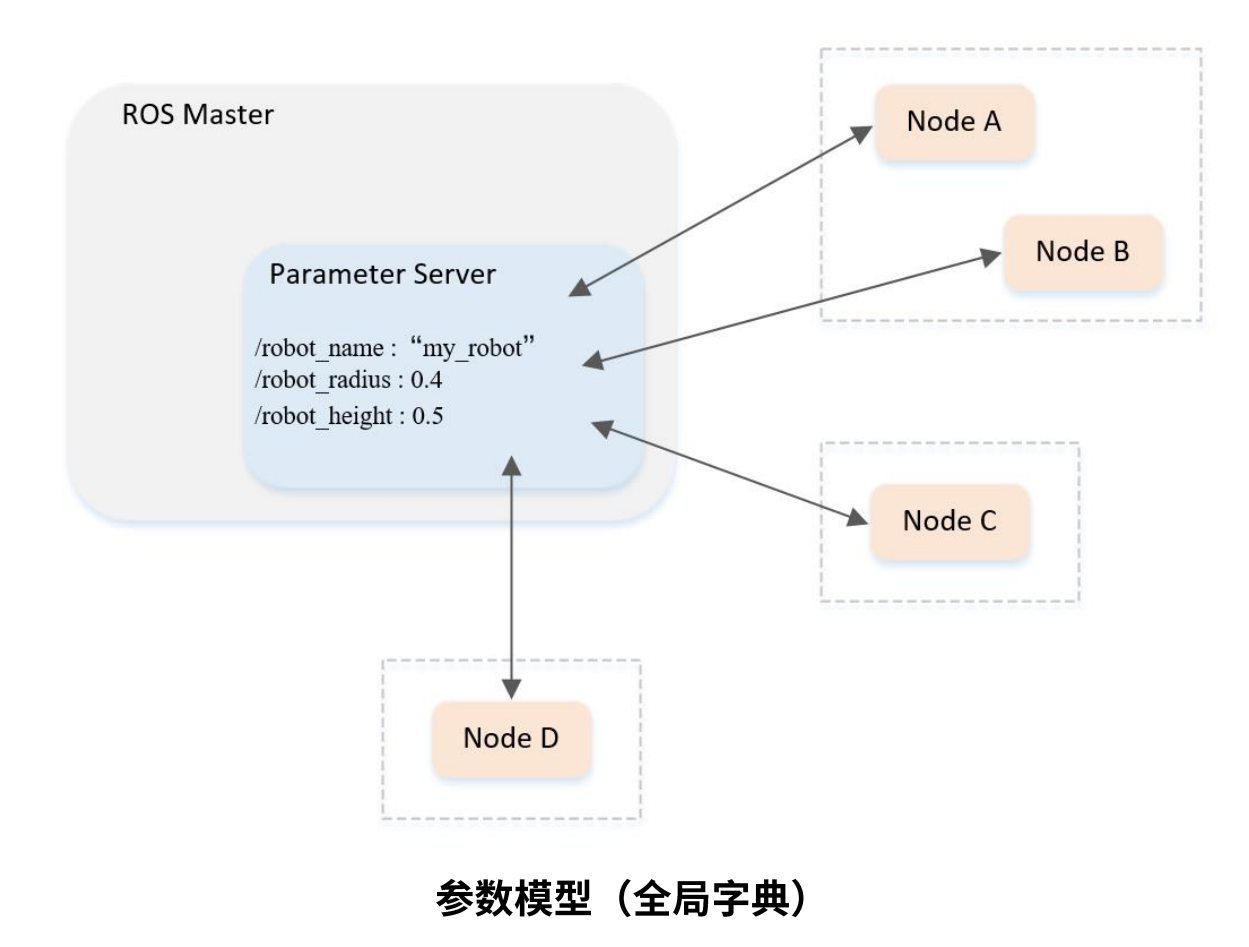 ROS Master
Parameter Server
/robot_name : “my_robot”
/robot_radius : 0.4
/robot_height : 0.5
Node A
Node B
Node C
Node D
参数模型（全局字典）